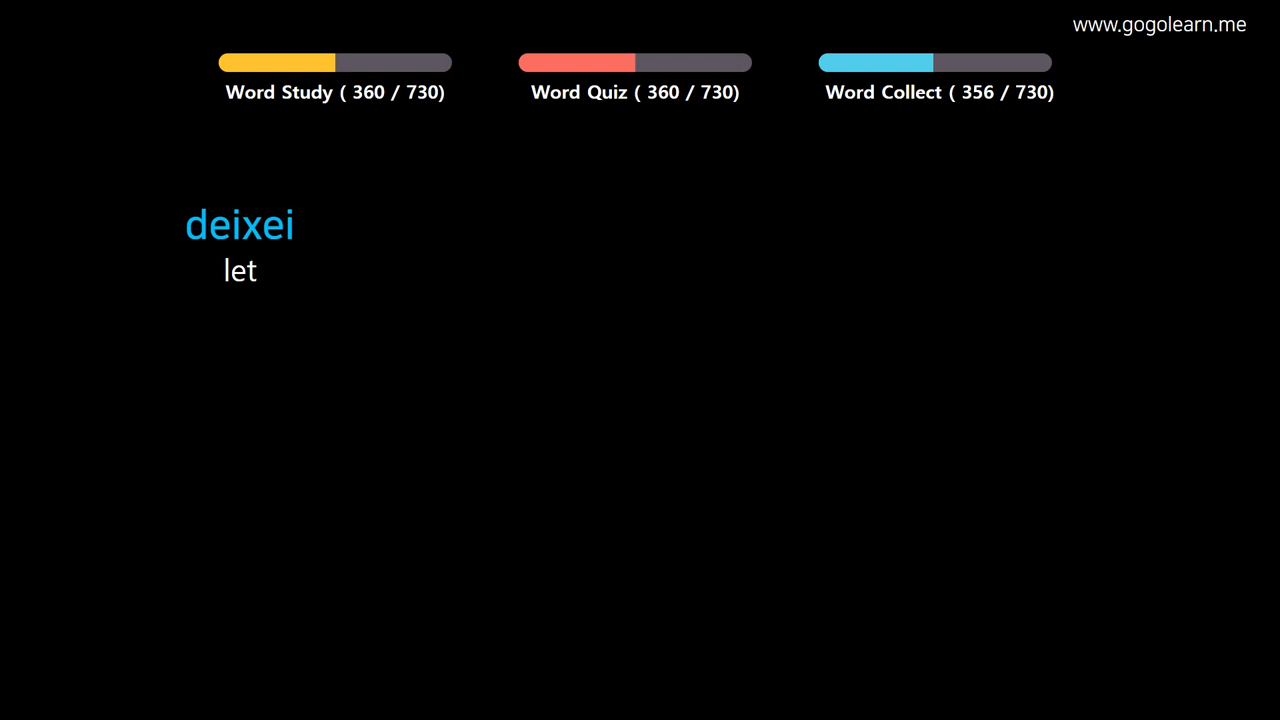 www.gogolearn.me
Word Study ( 360 / 730)
Word Quiz ( 360 / 730)
Word Collect ( 356 / 730)
deixei
let